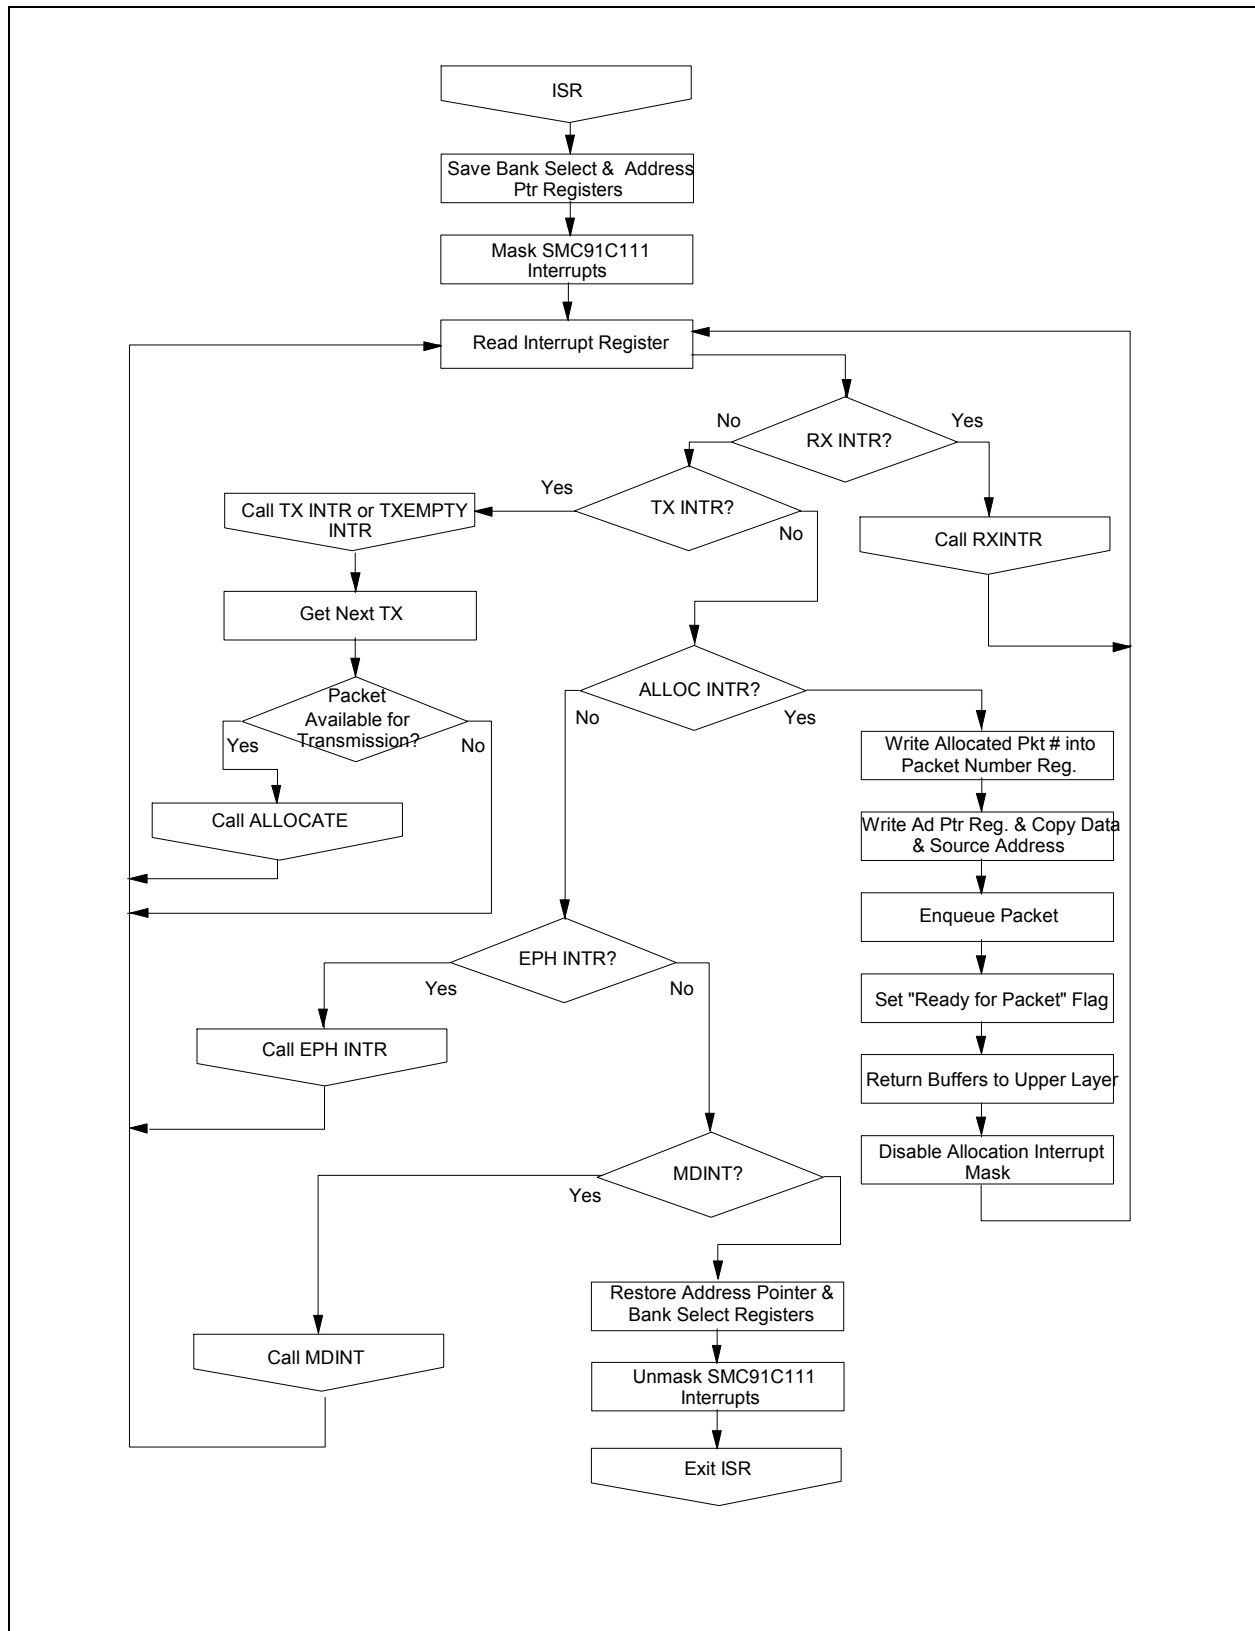 ISR
Save Bank Select & Address
Ptr Registers
Mask SMC91C111
Interrupts
Read Interrupt Register
No
Yes
RX INTR?
Yes
TX INTR?
No
Call TX INTR or TXEMPTY
INTR
Call RXINTR
Get Next TX
ALLOC INTR?
No
Yes
Packet
Available for
Transmission?
Yes
No
Write Allocated Pkt # into
Packet Number Reg.
Call ALLOCATE
Write Ad Ptr Reg. & Copy Data
& Source Address
Enqueue Packet
EPH INTR?
Yes
No
Set "Ready for Packet" Flag
Call EPH INTR
Return Buffers to Upper Layer
Disable Allocation Interrupt
Mask
MDINT?
Yes
Restore Address Pointer &
Bank Select Registers
Call MDINT
Unmask SMC91C111
Interrupts
Exit ISR